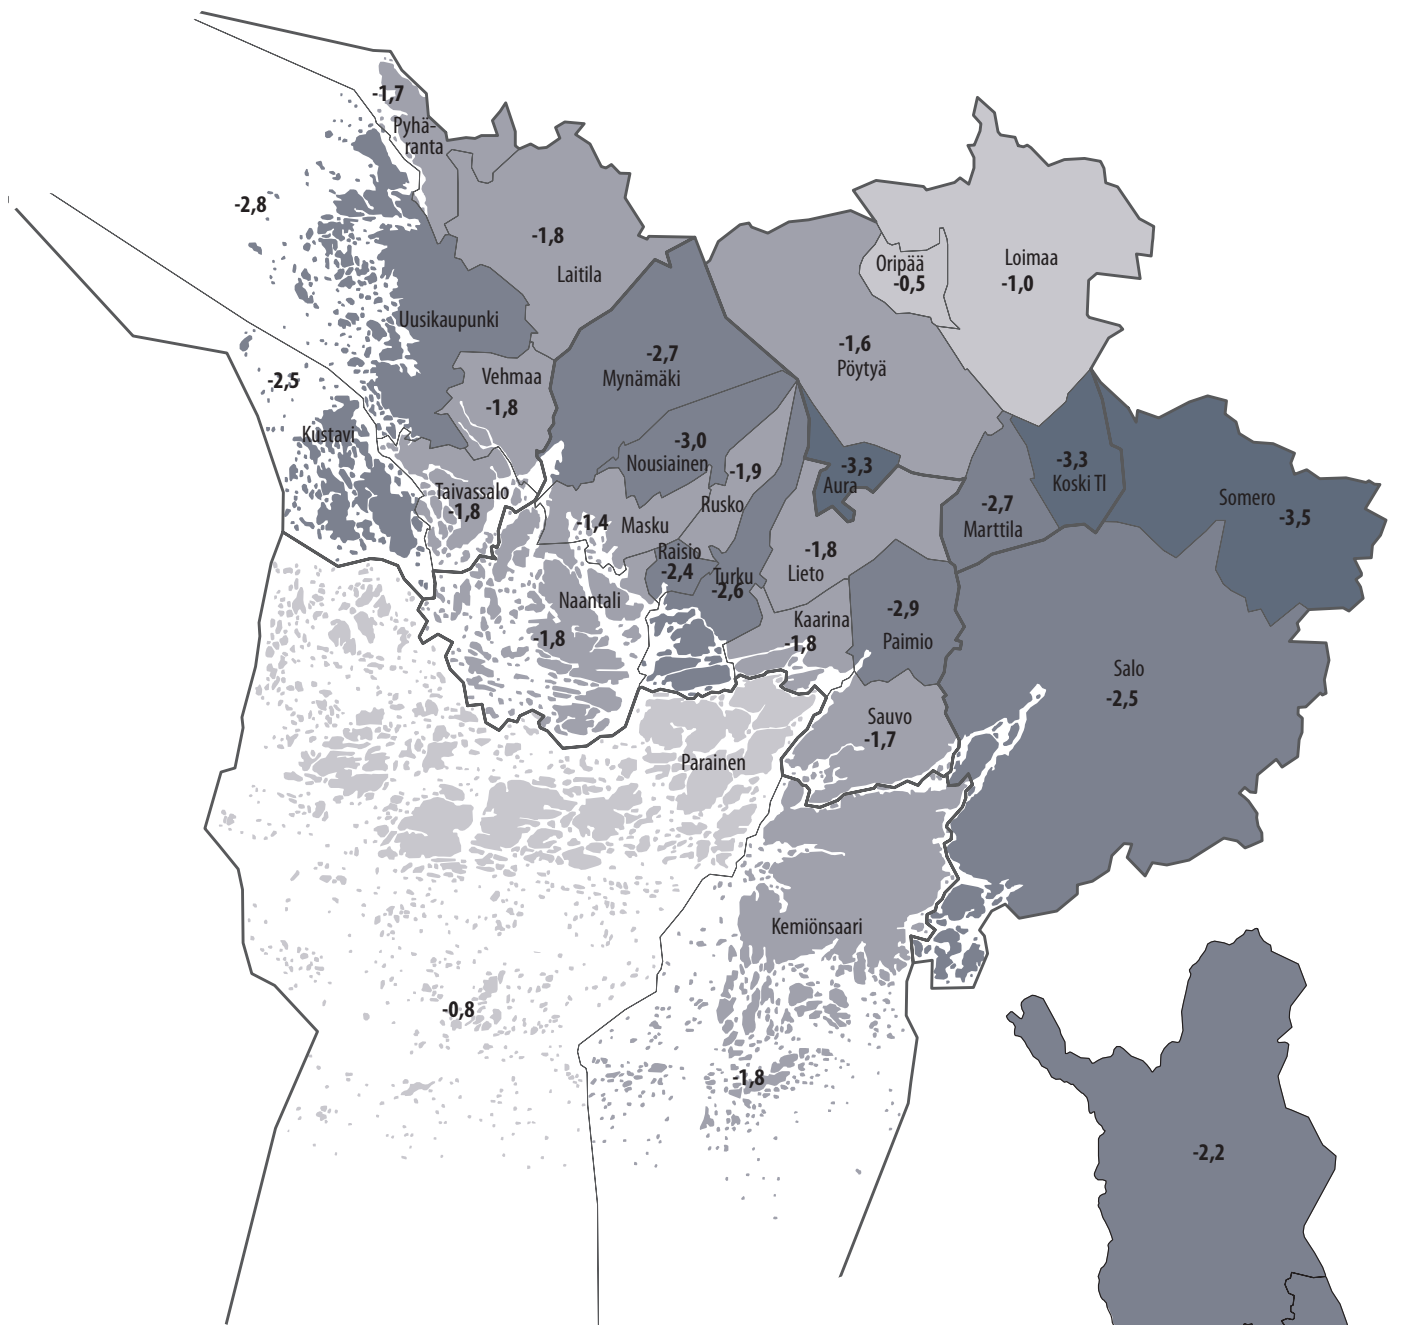 -1,7
Pyhä-
ranta
-2,8
-1,8
Laitila
Oripää
-0,5
Loimaa
-1,0
Uusikaupunki
-1,6
Pöytyä
-2,7
Mynämäki
-2,5
Vehmaa
-1,8
Kustavi
-3,0
Nousiainen
-1,9
Rusko
-3,3
Aura
-3,3
Koski Tl
Somero
-3,5
Taivassalo
-1,8
-1,4
Masku
-2,7
Marttila
Raisio
-2,4
Turku
-2,6
-1,8
Lieto
Naantali
-1,8
Kaarina
-1,8
-2,9
Paimio
Salo
-2,5
Sauvo
-1,7
Parainen
Kemiönsaari
-0,8
-1,8
-2,2